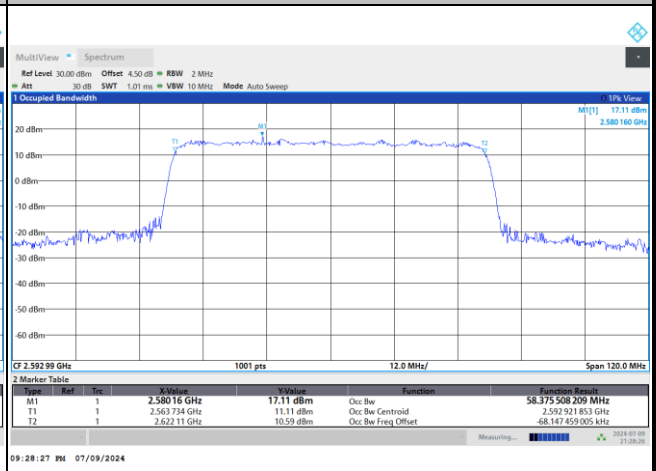 MultiView Spectrum
Ref Level 30.00 dBm Offset 4.50 dB RBW 2 MHz
Att 30 dB SWT 1.01 ms VBW 10 MHz Mode Auto Sweep
1 Occupied Bandwidth 1Pk View
M1[1] 17.11 dBm
2.580 160 GHz
M1
20 dBm
T1
T2
10 dBm
0 dBm
-10 dBm
-20 dBm
-30 dBm
-40 dBm
-50 dBm
-60 dBm
CF 2.592 99 GHz 1001 pts 12.0 MHz/ Span 120.0 MHz
2 Marker Table
Type Ref Trc X-Value Y-Value Function Function Result
M1 1 2.580 16 GHz 17.11 dBm Occ Bw 58.375 508 209 MHz
T1 1 2.563 734 GHz 11.11 dBm Occ Bw Centroid 2.592 921 853 GHz
T2 1 2.622 11 GHz 10.59 dBm Occ Bw Freq Offset -68.147 459 005 kHz
Measuring... 2024-07-09
21:28:26
09:28:27 PM 07/09/2024